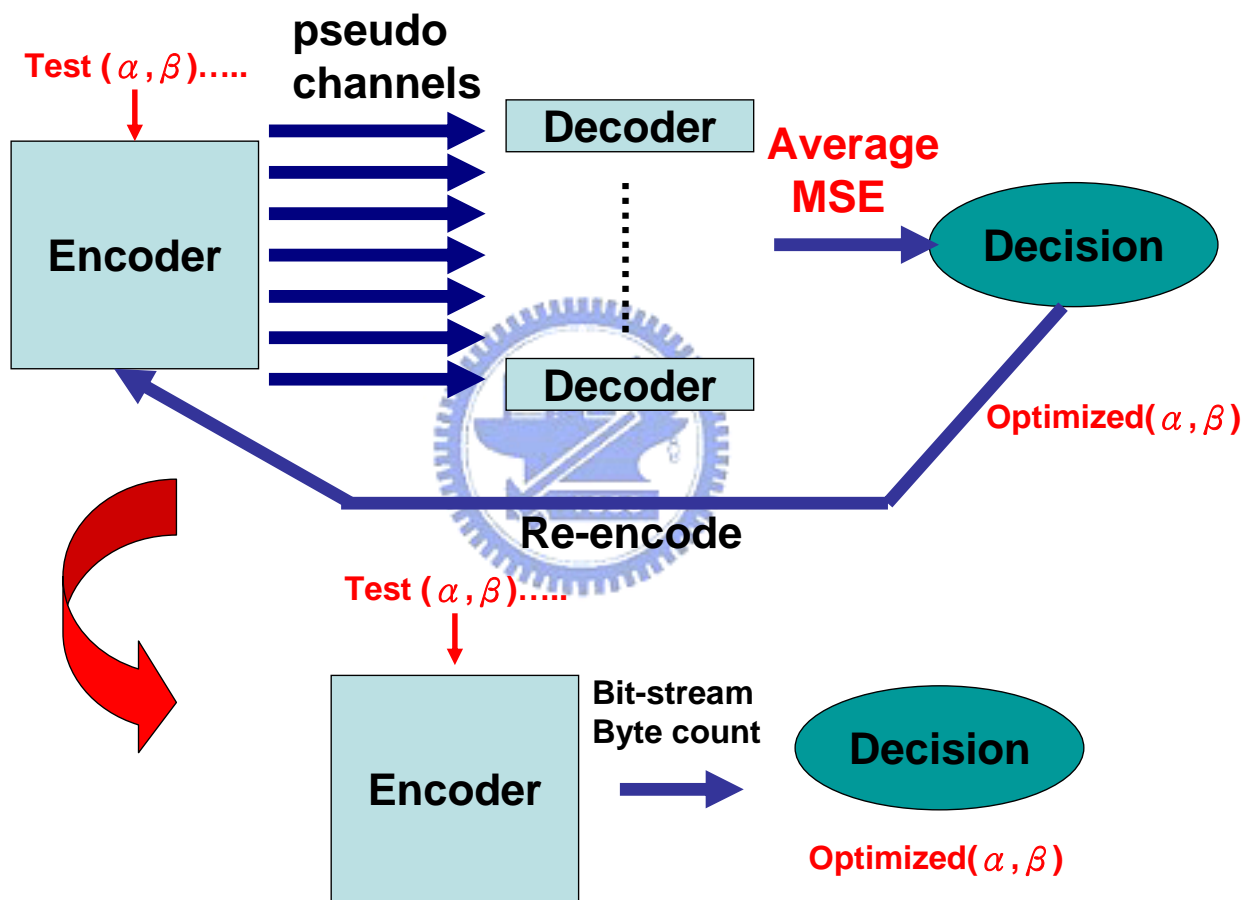 pseudo
channels
Test ( α , β )…..
Encoder
Decoder
Decoder
Average
MSE
Decision
Optimized( α , β )
Re-encode
Test ( α , β )…..
Encoder
Bit-stream
Byte count
Decision
Optimized( α , β )